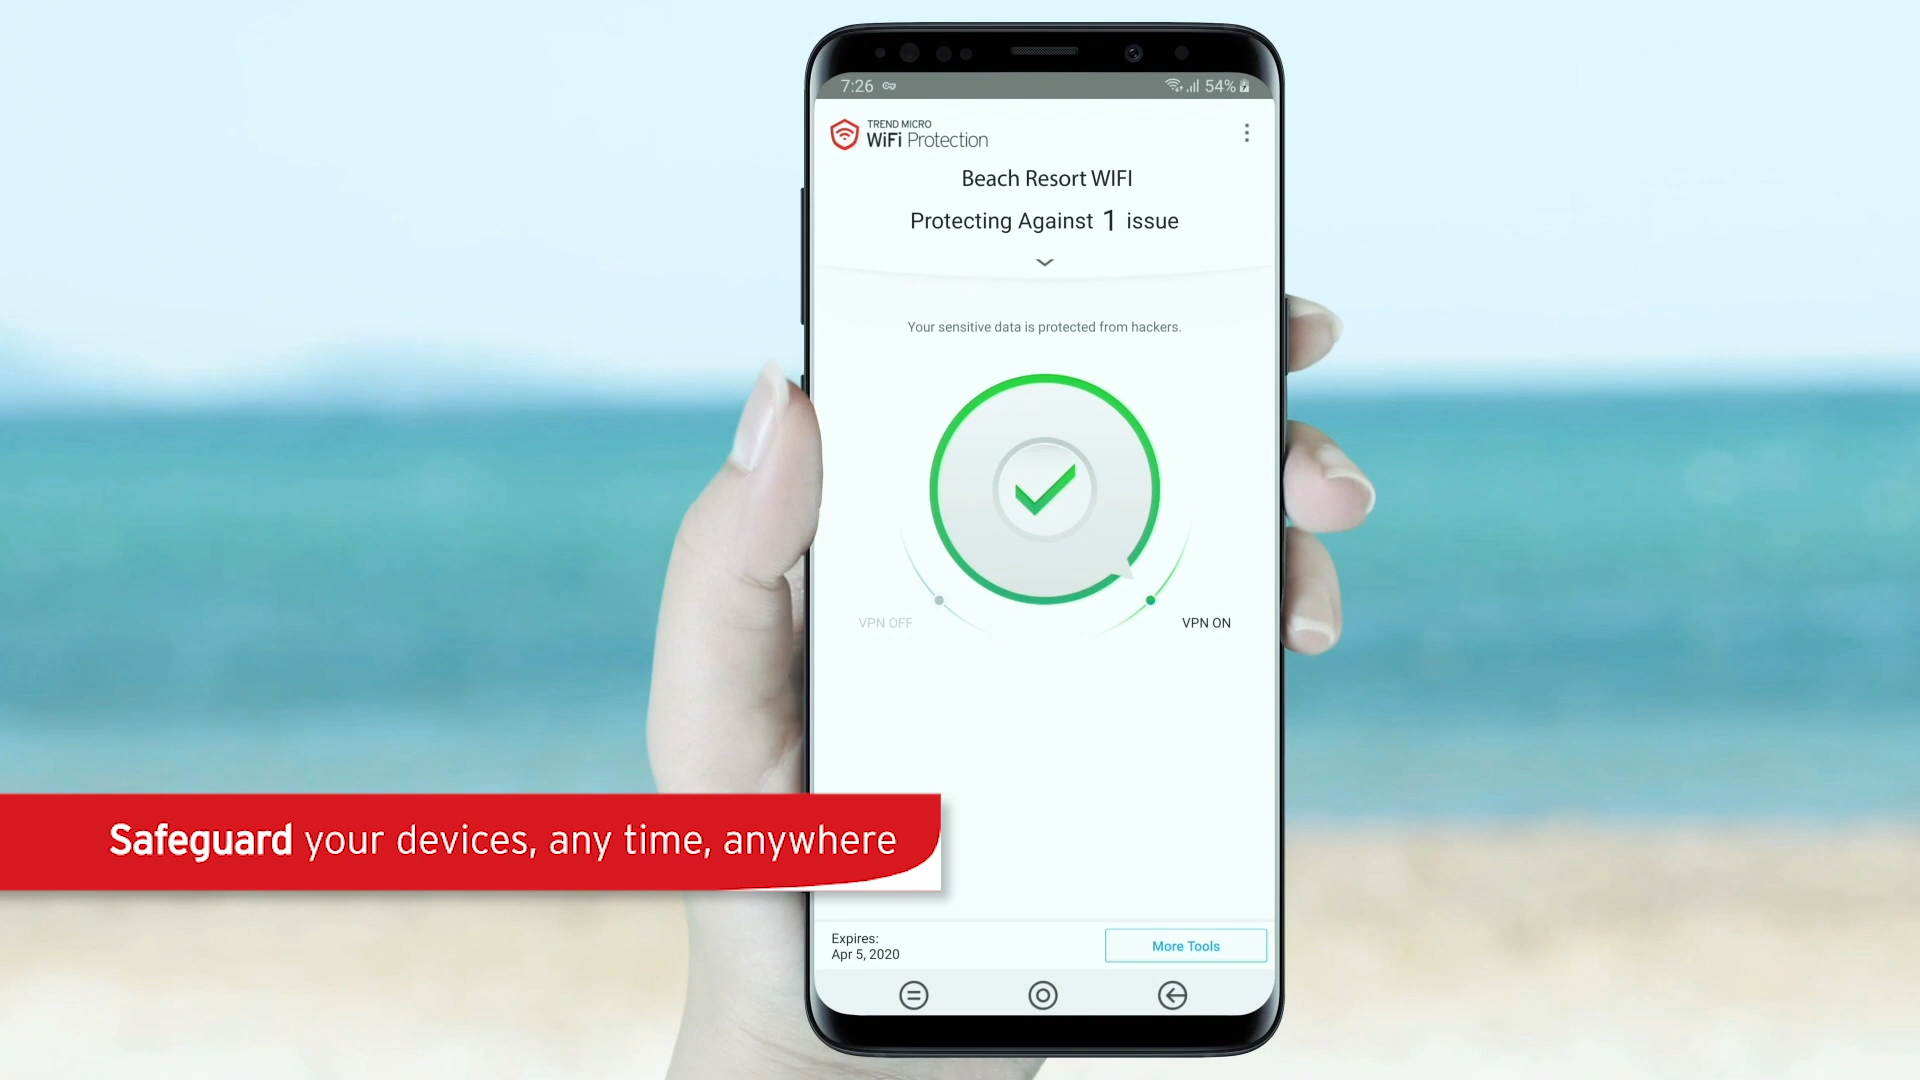 7:26
54%
TREND MICRO
WiFi Protection
Beach Resort WIFI
Protecting Against 1 issue
Your sensitive data is protected from hackers.
VPN OFF
VPN ON
Safeguard your devices, any time, anywhere
Expires:
Apr 5, 2020
More Tools